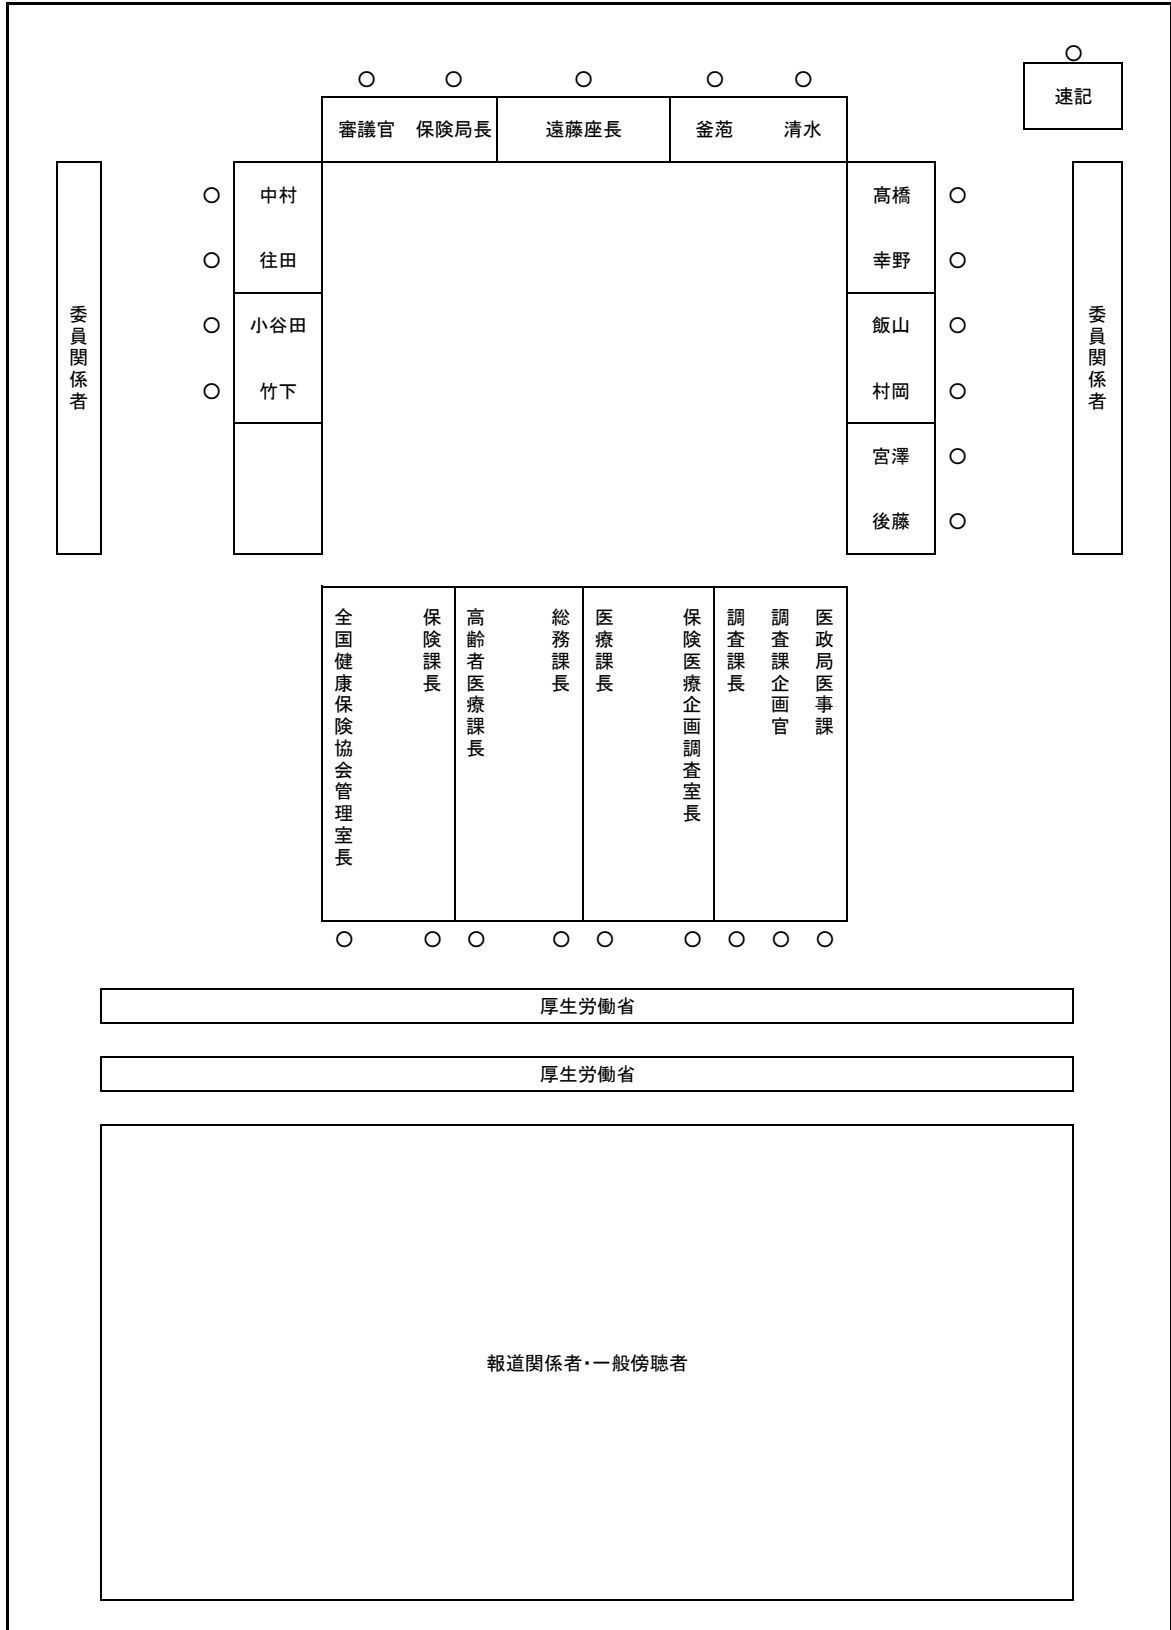 速記
審議官 保険局長 遠藤座長 釜萢 清水
中村
往田
小谷田
竹下
髙橋
幸野
飯山
村岡
宮澤
後藤
委員関係者
委員関係者
全国健康保険協会管理室長
保険課長
高齢者医療課長
総務課長
医療課長
保険医療企画調査室長
調査課長
調査課企画官
医政局医事課
厚生労働省
厚生労働省
報道関係者・一般傍聴者